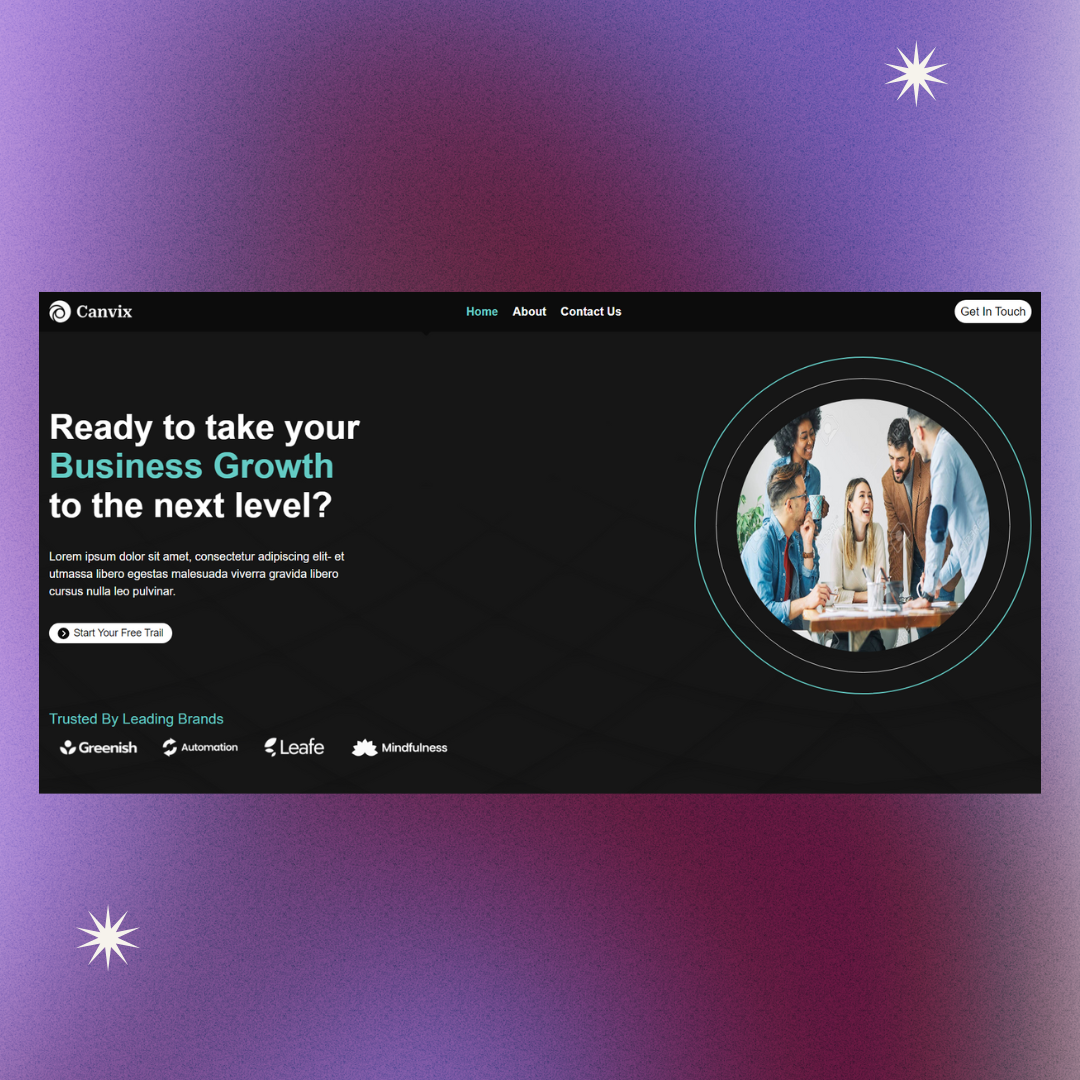 Canvix
Home About Contact Us
Get In Touch
Ready to take your
Business Growth
to the next level?
Lorem ipsum dolor sit amet, consectetur adipiscing elit- et
utmassa libero egestas malesuada viverra gravida libero
cursus nulla leo pulvinar.
Start Your Free Trail
Trusted By Leading Brands
Greenish Automation Leafe Mindfulness